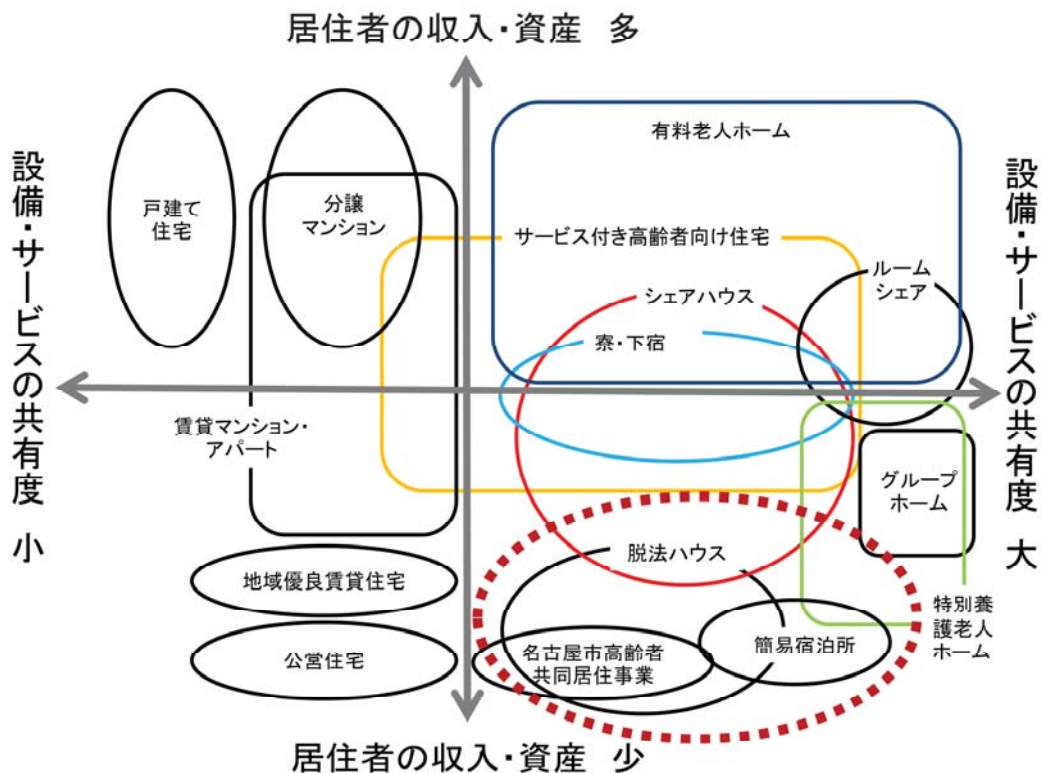 居住者の収入・資産 多
有料老人ホーム
設備・サービスの共有度 小
設備・サービスの共有度 大
戸建て
住宅
分譲
マンション
サービス付き高齢者向け住宅
ルーム
シェア
シェアハウス
寮・下宿
賃貸マンション・
アパート
グループ
ホーム
脱法ハウス
地域優良賃貸住宅
特別養
護老人
ホーム
簡易宿泊所
公営住宅
名古屋市高齢者
共同居住事業
居住者の収入・資産 少